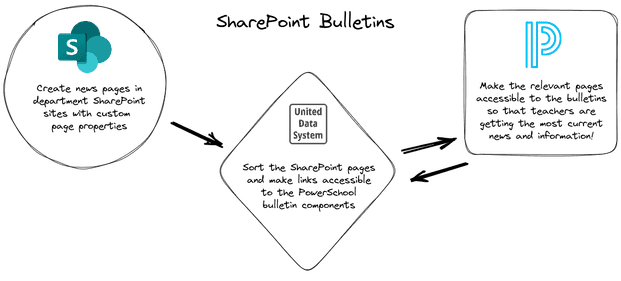 SharePoint Bulletins
S
Create news pages in
department SharePoint
sites with custom
page properties
United
Data
System
Sort the SharePoint pages
and make links accessible
to the PowerSchool
bulletin components
P
Make the relevant pages
accessible to the bulletins
so that teachers are
getting the most current
news and information!